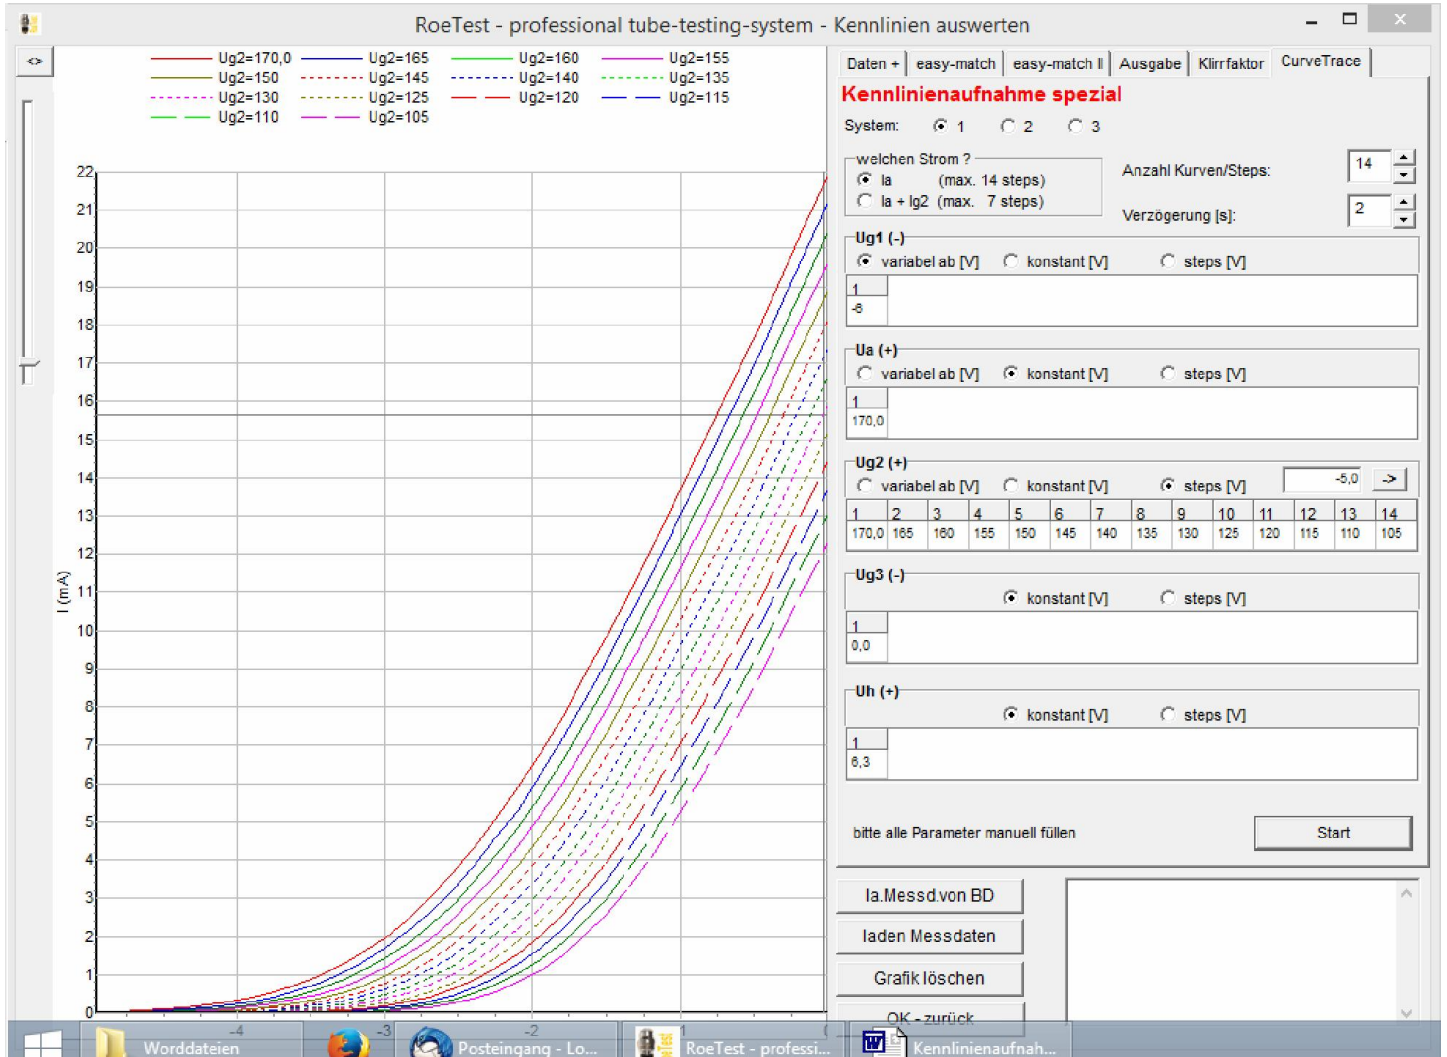 RoeTest - professional tube-testing-system - Kennlinien auswerten
<>
Ug2=170,0 Ug2=165 Ug2=160 Ug2=155
Ug2=150 Ug2=145 Ug2=140 Ug2=135
Ug2=130 Ug2=125 Ug2=120 Ug2=115
Ug2=110 Ug2=105
22
21
20
19
18
17
16
15
14
13
12
11
10
9
8
7
6
5
4
3
2
1
0
I (mA)
-4 -3 -2 -1 0
Daten + easy-match easy-match II Ausgabe Klirrfaktor CurveTrace
Kennlinienaufnahme spezial
System: 1 2 3
welchen Strom ?
Ia (max. 14 steps)
Ia + Ig2 (max. 7 steps)
Anzahl Kurven/Steps: 14
Verzögerung [s]: 2
Ug1 (-)
variabel ab [V] konstant [V] steps [V]
1
-6
Ua (+)
variabel ab [V] konstant [V] steps [V]
1
170,0
Ug2 (+)
variabel ab [V] konstant [V] steps [V] -5,0 ->
1 2 3 4 5 6 7 8 9 10 11 12 13 14
170,0 165 160 155 150 145 140 135 130 125 120 115 110 105
Ug3 (-)
konstant [V] steps [V]
1
0,0
Uh (+)
konstant [V] steps [V]
1
6,3
bitte alle Parameter manuell füllen
Start
la.Messd.von BD
laden Messdaten
Grafik löschen
OK - zurück
Worddateien
Posteingang - Lo...
RoeTest - professi...
Kennlinienaufnah...